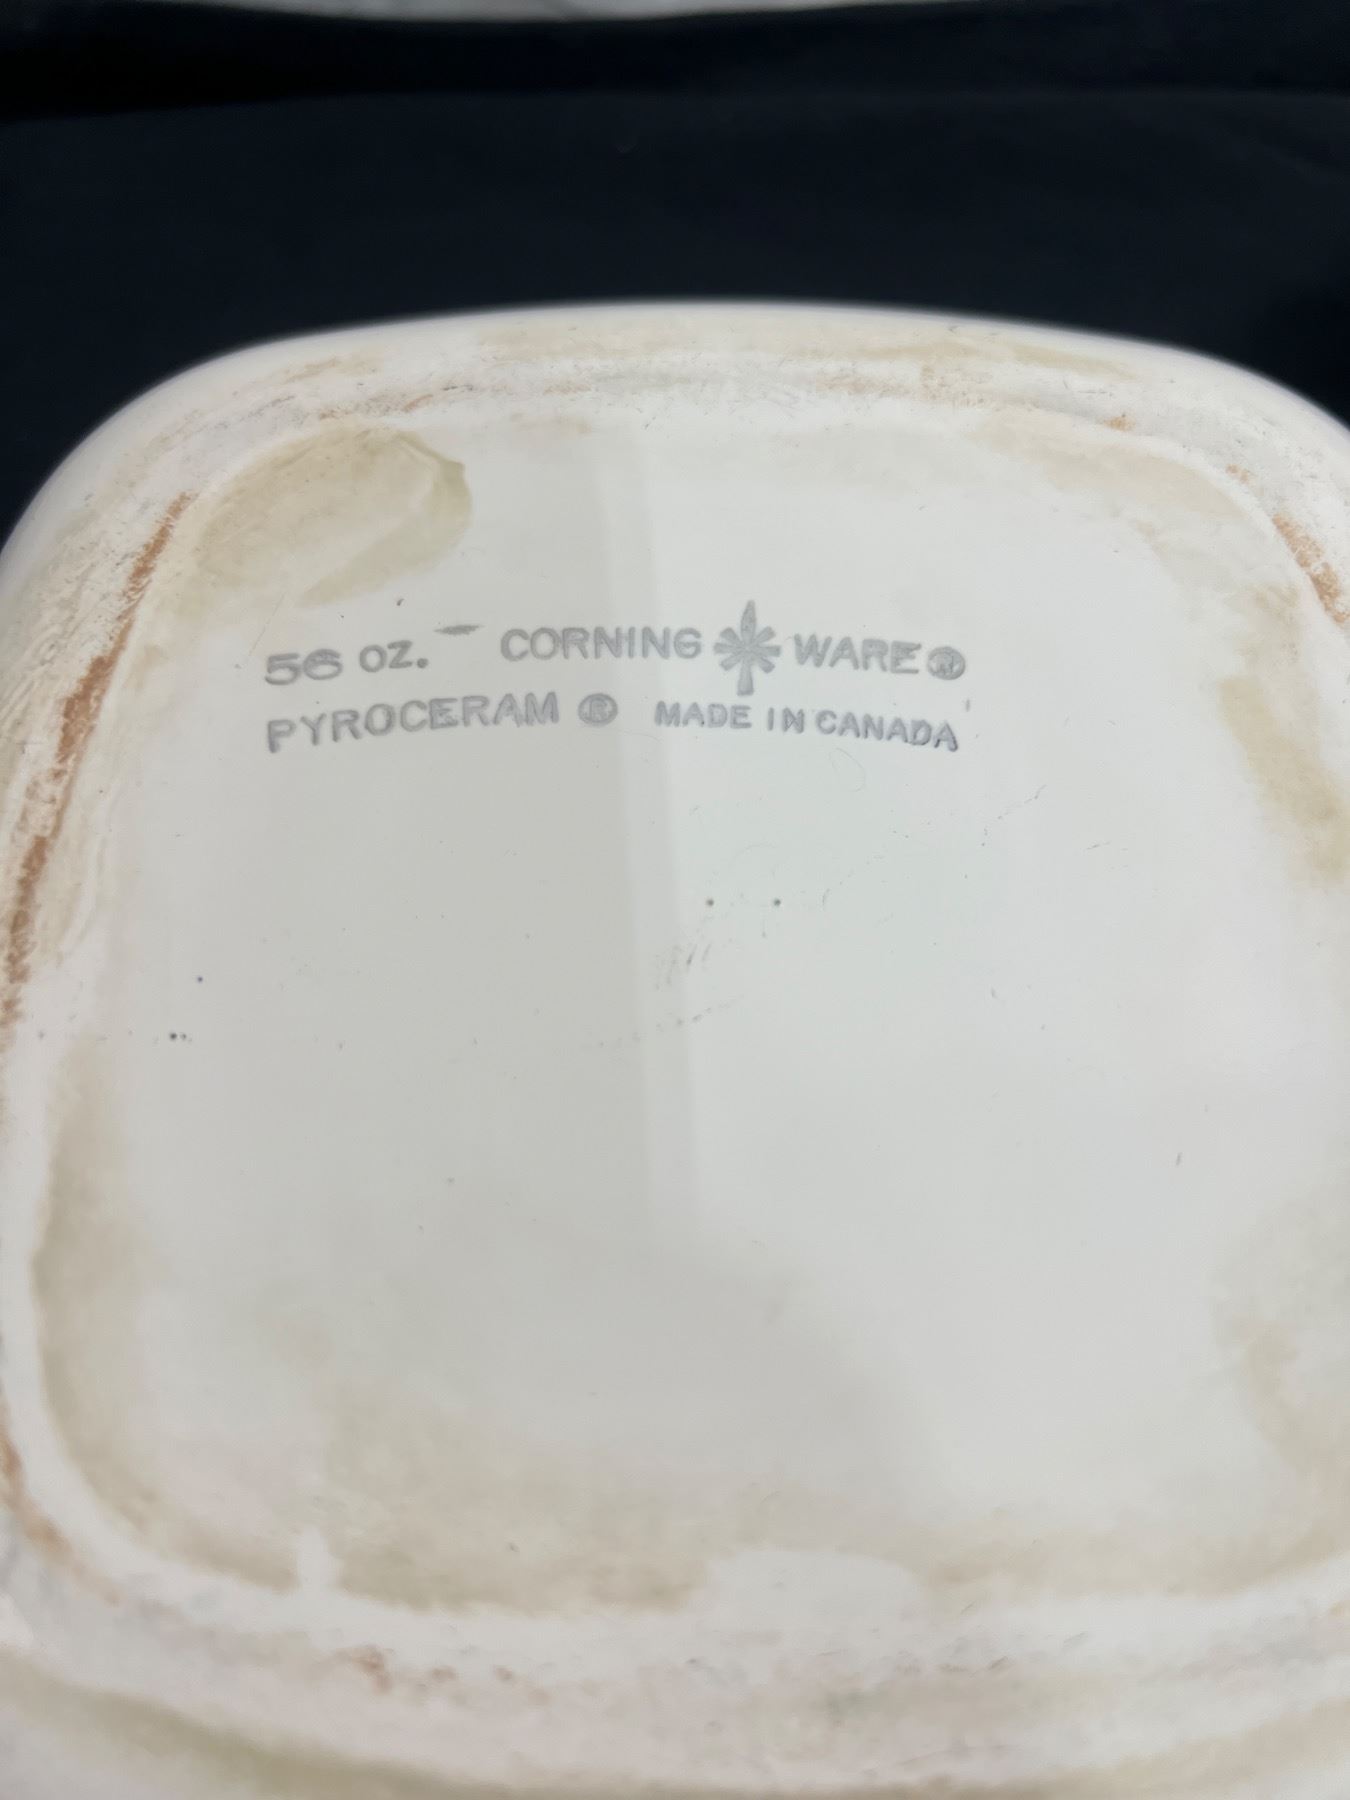 56 OZ. CORNING WARE®
PYROCERAM ® MADE IN CANADA